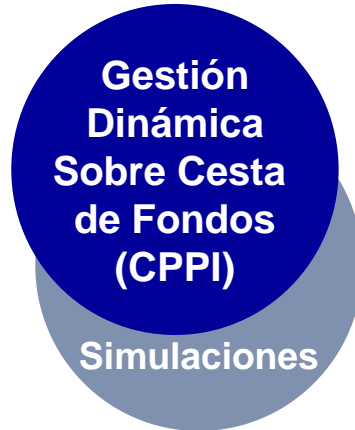 Gestión
Dinámica
Sobre Cesta
de Fondos
(CPPI)
Simulaciones